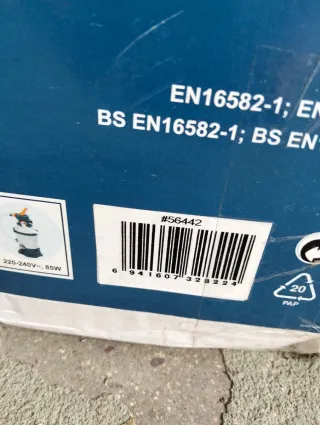 EN16582-1; EN
BS EN16582-1; BS EN
#56442
6 941607 328224
220-240V~, 85W
20
PAP